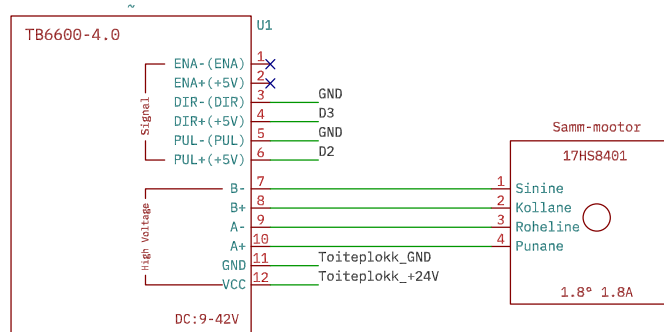 ~
U1
TB6600-4.0
ENA-(ENA) 1
ENA+(+5V) 2
DIR-(DIR) 3 GND
DIR+(+5V) 4 D3
PUL-(PUL) 5 GND
PUL+(+5V) 6 D2
Signal
B- 7
B+ 8
A- 9
A+ 10
GND 11 Toiteplokk_GND
VCC 12 Toiteplokk_+24V
High Voltage
DC:9-42V
Samm-mootor
17HS8401
1 Sinine
2 Kollane
3 Roheline
4 Punane
1.8° 1.8A